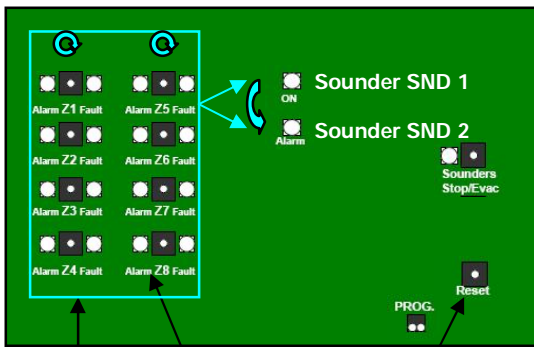 Sounder SND 1
ON
Alarm Z1 Fault
Alarm Z5 Fault
Sounder SND 2
Alarm
Alarm Z2 Fault
Alarm Z6 Fault
Sounders
Stop/Evac
Alarm Z3 Fault
Alarm Z7 Fault
Alarm Z4 Fault
Alarm Z8 Fault
Reset
PROG.